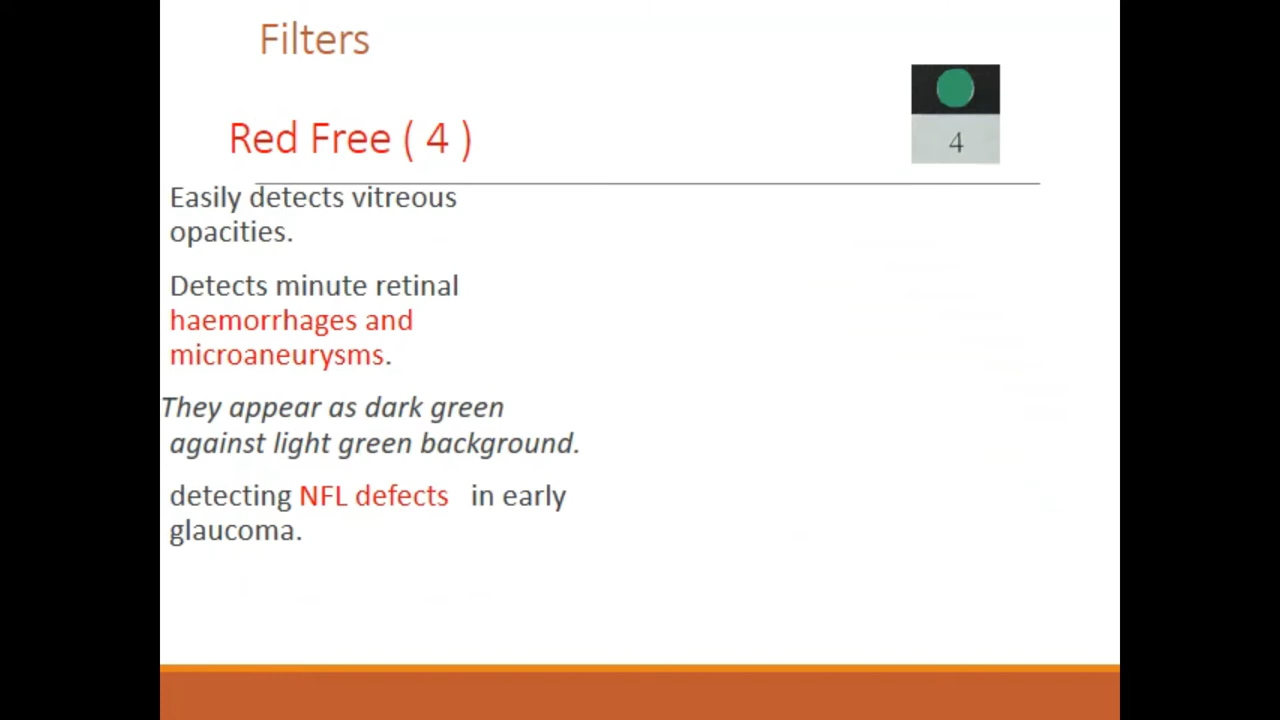 Filters
Red Free ( 4 )
4
Easily detects vitreous
opacities.
Detects minute retinal
haemorrhages and
microaneurysms.
They appear as dark green
against light green background.
detecting NFL defects in early
glaucoma.